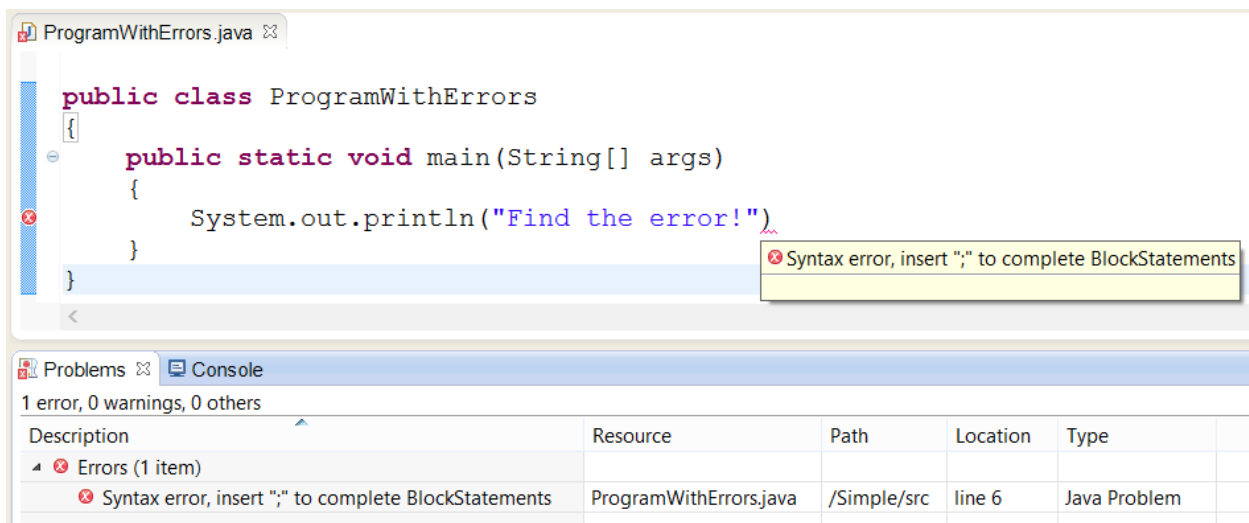 ProgramWithErrors.java
public class ProgramWithErrors
{
public static void main(String[] args)
{
System.out.println("Find the error!")
}
Syntax error, insert ";" to complete BlockStatements
}
Problems Console
1 error, 0 warnings, 0 others
Description Resource Path Location Type
Errors (1 item)
Syntax error, insert ";" to complete BlockStatements ProgramWithErrors.java /Simple/src line 6 Java Problem